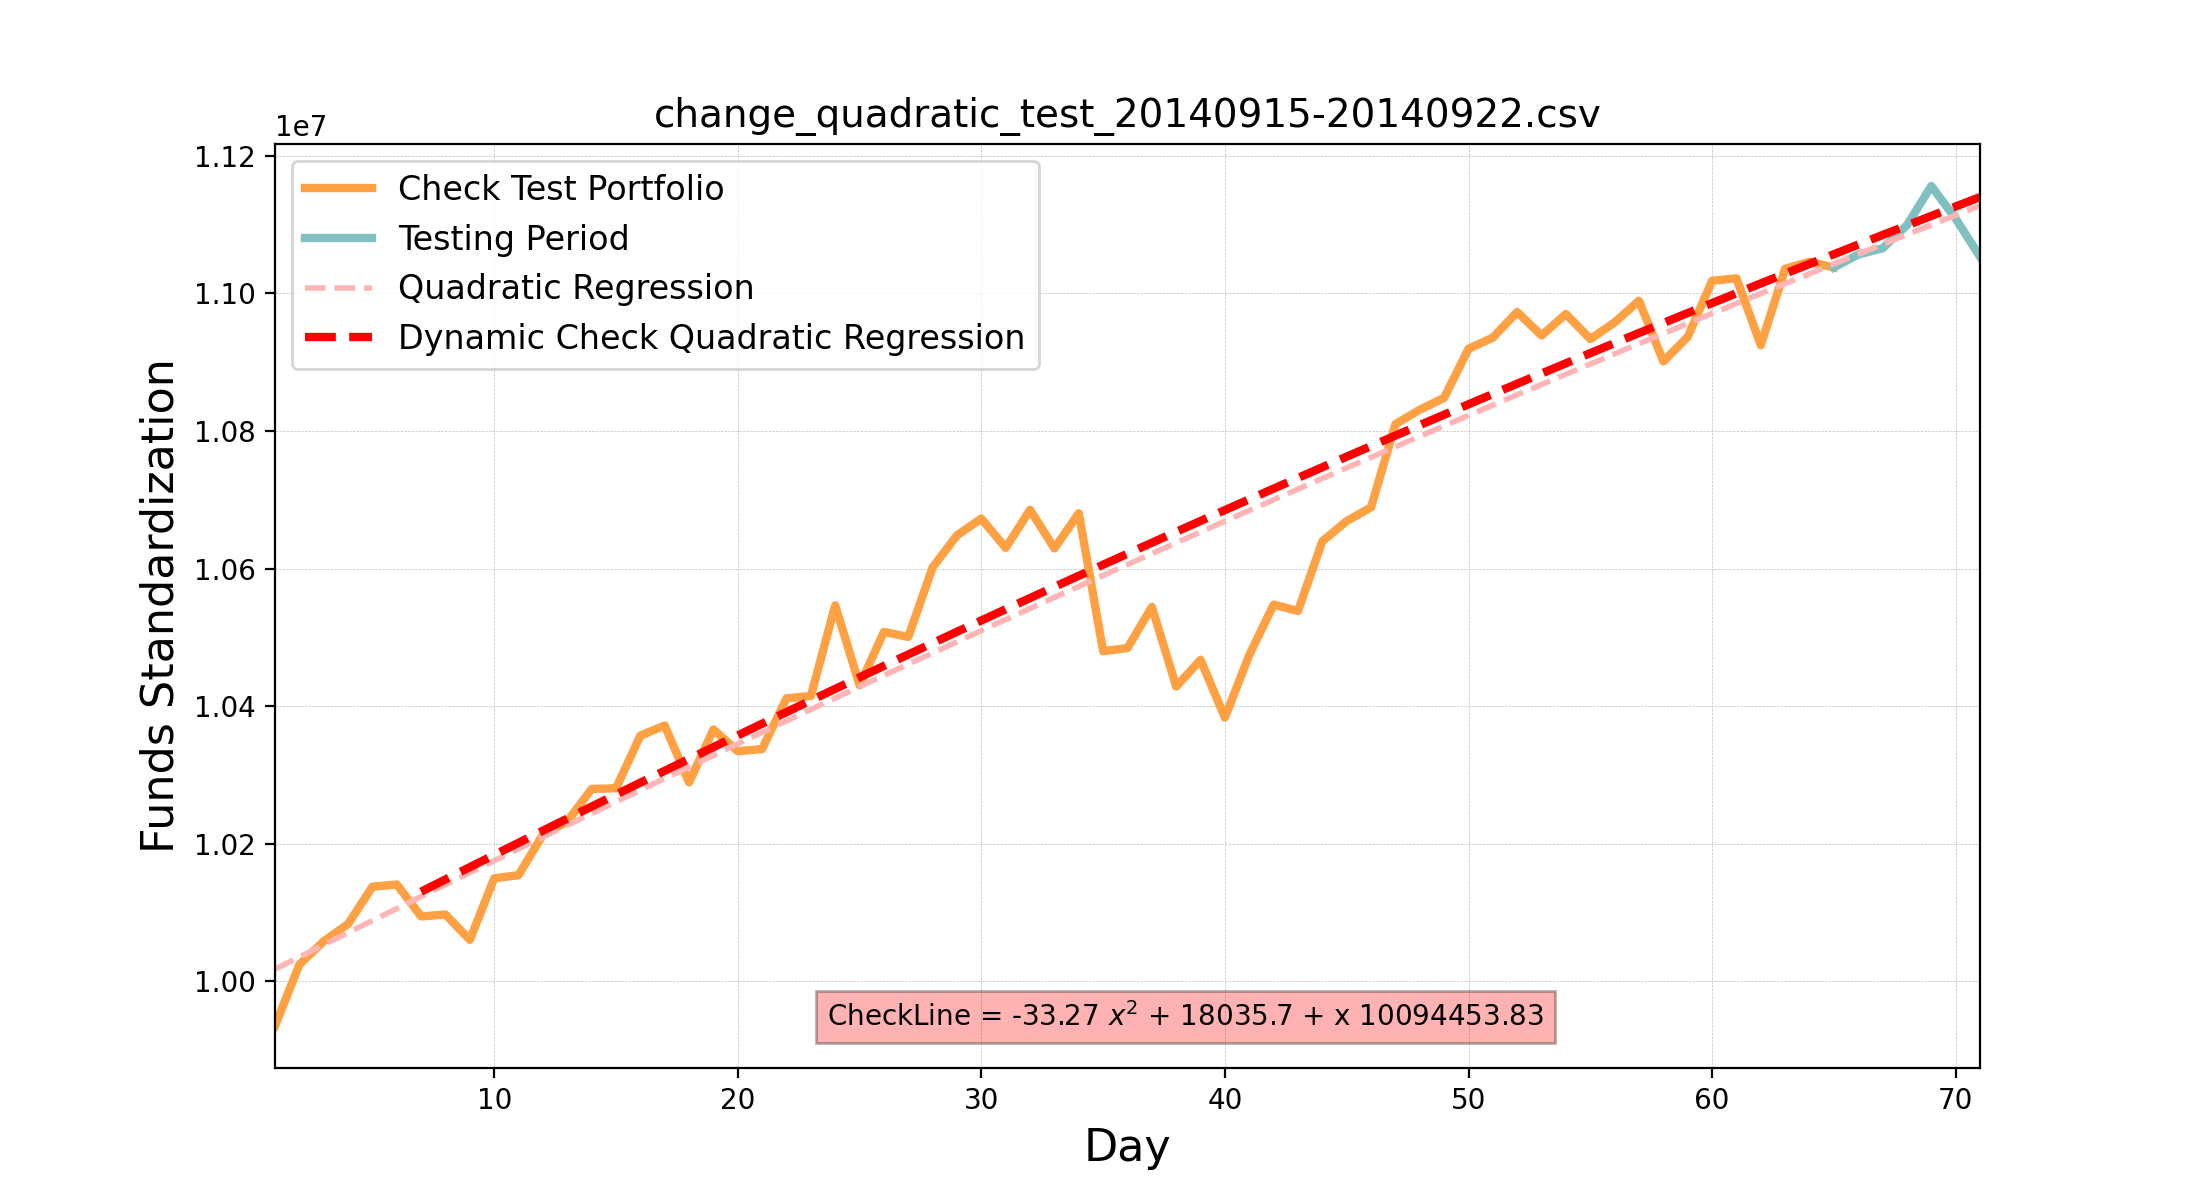 change_quadratic_test_20140915-20140922.csv
1e7
1.12
1.10
1.08
1.06
1.04
1.02
1.00
Funds Standardization
Check Test Portfolio
Testing Period
Quadratic Regression
Dynamic Check Quadratic Regression
CheckLine = -33.27 x² + 18035.7 + x 10094453.83
10 20 30 40 50 60 70
Day